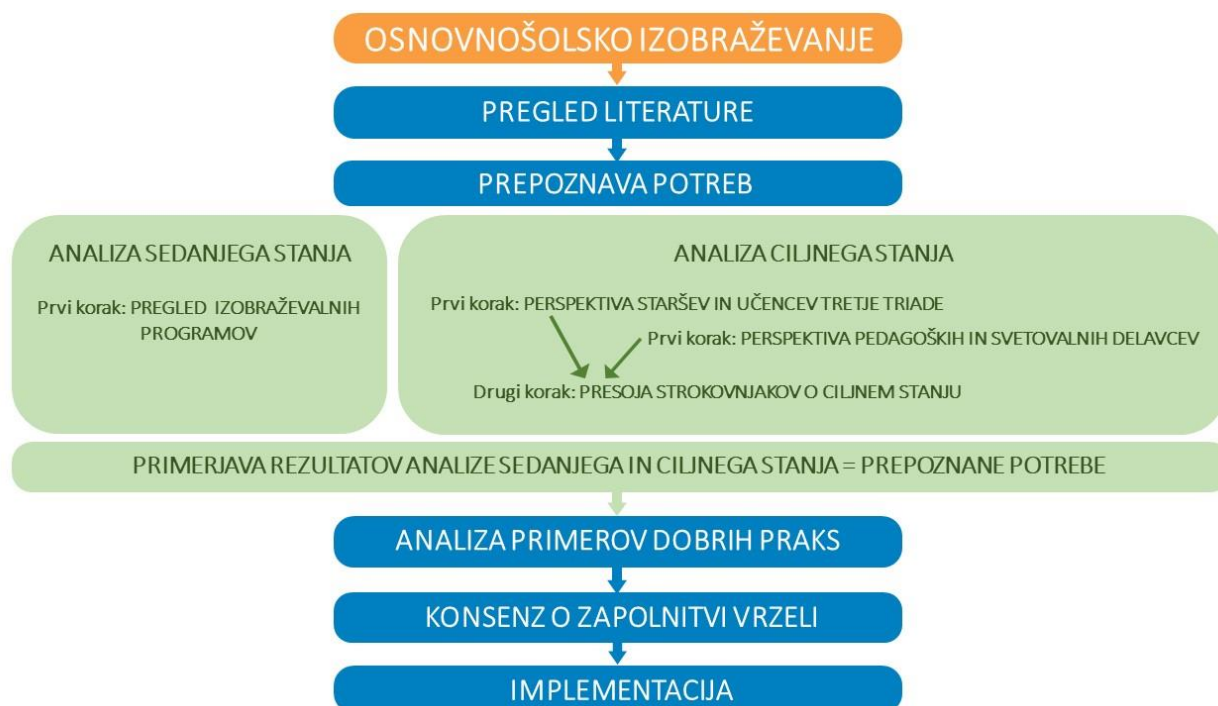 OSNOVNOŠOLSKO IZOBRAŽEVANJE
PREGLED LITERATURE
PREPOZNAVA POTREB
ANALIZA SEDANJEGA STANJA
Prvi korak: PREGLED IZOBRAŽEVALNIH
PROGRAMOV
ANALIZA CILJNEGA STANJA
Prvi korak: PERSPEKTIVA STARŠEV IN UČENCEV TRETJE TRIADE
Prvi korak: PERSPEKTIVA PEDAGOŠKIH IN SVETOVALNIH DELAVCEV
Drugi korak: PRESOJA STROKOVNJAKOV O CILJNEM STANJU
PRIMERJAVA REZULTATOV ANALIZE SEDANJEGA IN CILJNEGA STANJA = PREPOZNANE POTREBE
ANALIZA PRIMEROV DOBRIH PRAKS
KONSENZ O ZAPOLNITVI VRZELI
IMPLEMENTACIJA